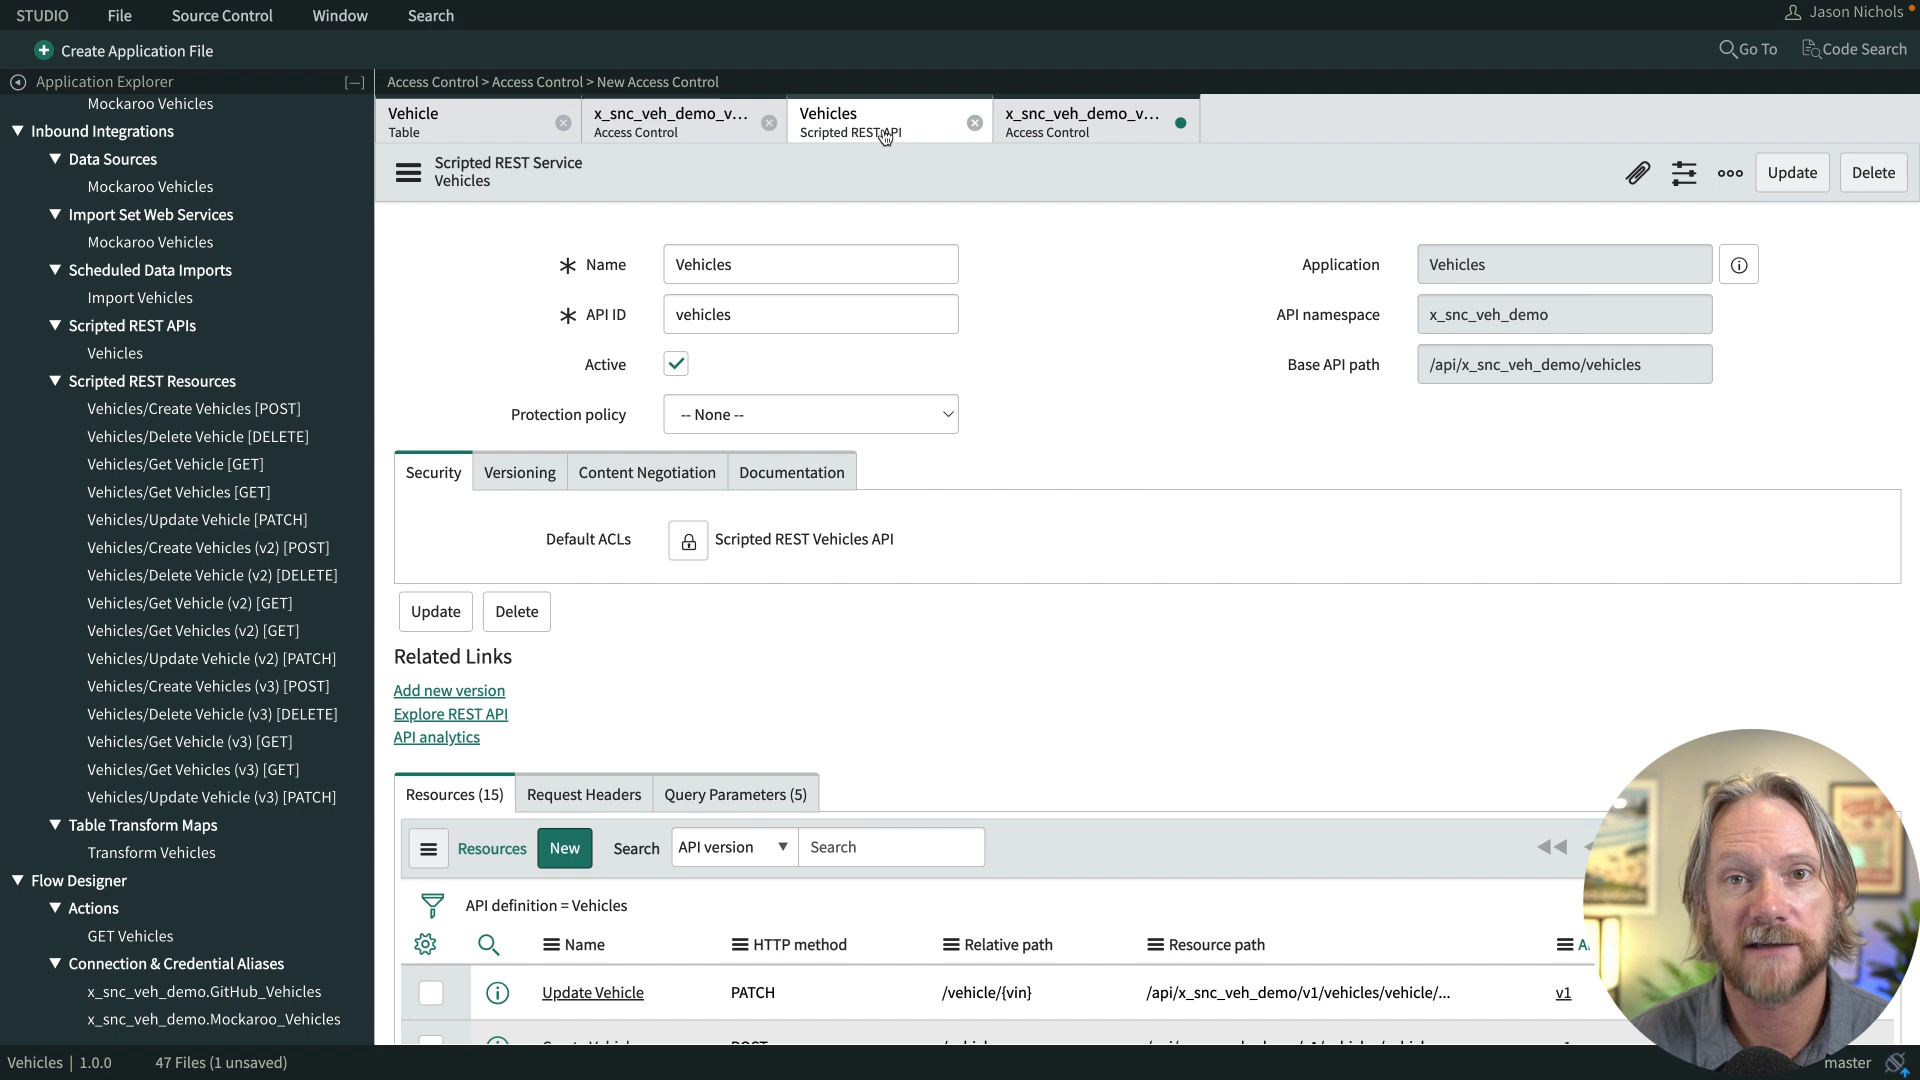 STUDIO File Source Control Window Search
Jason Nichols
Create Application File
Go To Code Search
Application Explorer [—]
Access Control > Access Control > New Access Control
Mockaroo Vehicles
Inbound Integrations
Data Sources
Mockaroo Vehicles
Import Set Web Services
Mockaroo Vehicles
Scheduled Data Imports
Import Vehicles
Scripted REST APIs
Vehicles
Scripted REST Resources
Vehicles/Create Vehicles [POST]
Vehicles/Delete Vehicle [DELETE]
Vehicles/Get Vehicle [GET]
Vehicles/Get Vehicles [GET]
Vehicles/Update Vehicle [PATCH]
Vehicles/Create Vehicles (v2) [POST]
Vehicles/Delete Vehicle (v2) [DELETE]
Vehicles/Get Vehicle (v2) [GET]
Vehicles/Get Vehicles (v2) [GET]
Vehicles/Update Vehicle (v2) [PATCH]
Vehicles/Create Vehicles (v3) [POST]
Vehicles/Delete Vehicle (v3) [DELETE]
Vehicles/Get Vehicle (v3) [GET]
Vehicles/Get Vehicles (v3) [GET]
Vehicles/Update Vehicle (v3) [PATCH]
Table Transform Maps
Transform Vehicles
Flow Designer
Actions
GET Vehicles
Connection & Credential Aliases
x_snc_veh_demo.GitHub_Vehicles
x_snc_veh_demo.Mockaroo_Vehicles
Vehicle
Table
x_snc_veh_demo_v...
Access Control
Vehicles
Scripted REST API
x_snc_veh_demo_v...
Access Control
Scripted REST Service
Vehicles
Update Delete
Name Vehicles
Application Vehicles
API ID vehicles
API namespace x_snc_veh_demo
Active
Base API path /api/x_snc_veh_demo/vehicles
Protection policy -- None --
Security Versioning Content Negotiation Documentation
Default ACLs Scripted REST Vehicles API
Update Delete
Related Links
Add new version
Explore REST API
API analytics
Resources (15) Request Headers Query Parameters (5)
Resources New Search API version Search
API definition = Vehicles
Name HTTP method Relative path Resource path
Update Vehicle PATCH /vehicle/{vin} /api/x_snc_veh_demo/v1/vehicles/vehicle/... v1
Vehicles | 1.0.0 47 Files (1 unsaved)
master